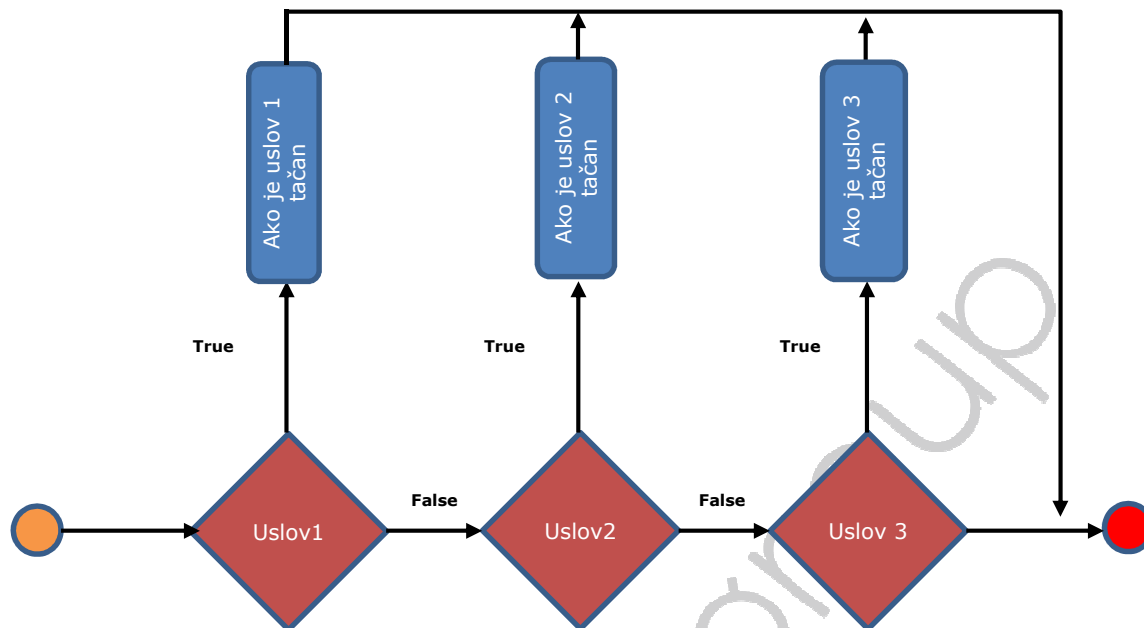 Ako je uslov 1
tačan
Ako je uslov 2
tačan
Ako je uslov 3
tačan
True
True
True
False
False
Uslov1
Uslov2
Uslov 3
up